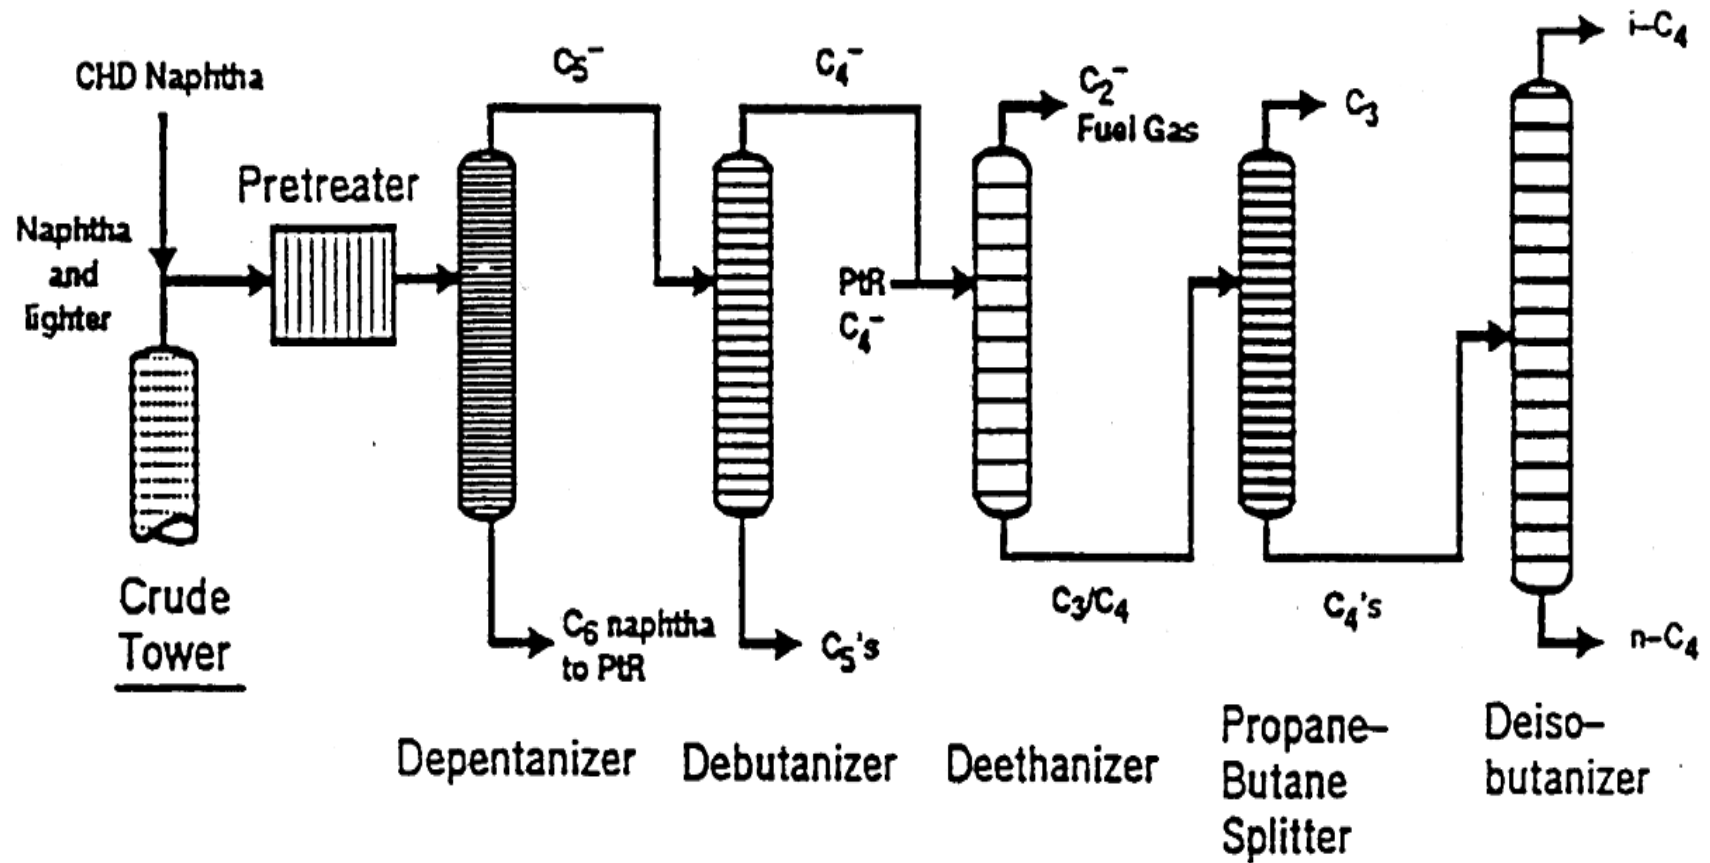 CHD Naphtha
Naphtha
and
lighter
Pretreater
Crude
Tower
C₅⁻
C₆ naphtha
to PtR
Depentanizer
C₄⁻
C₅'s
Debutanizer
PtR
C₄⁻
C₂⁻
Fuel Gas
C₃/C₄
Deethanizer
C₃
C₄'s
Propane–
Butane
Splitter
i–C₄
n–C₄
Deiso–
butanizer